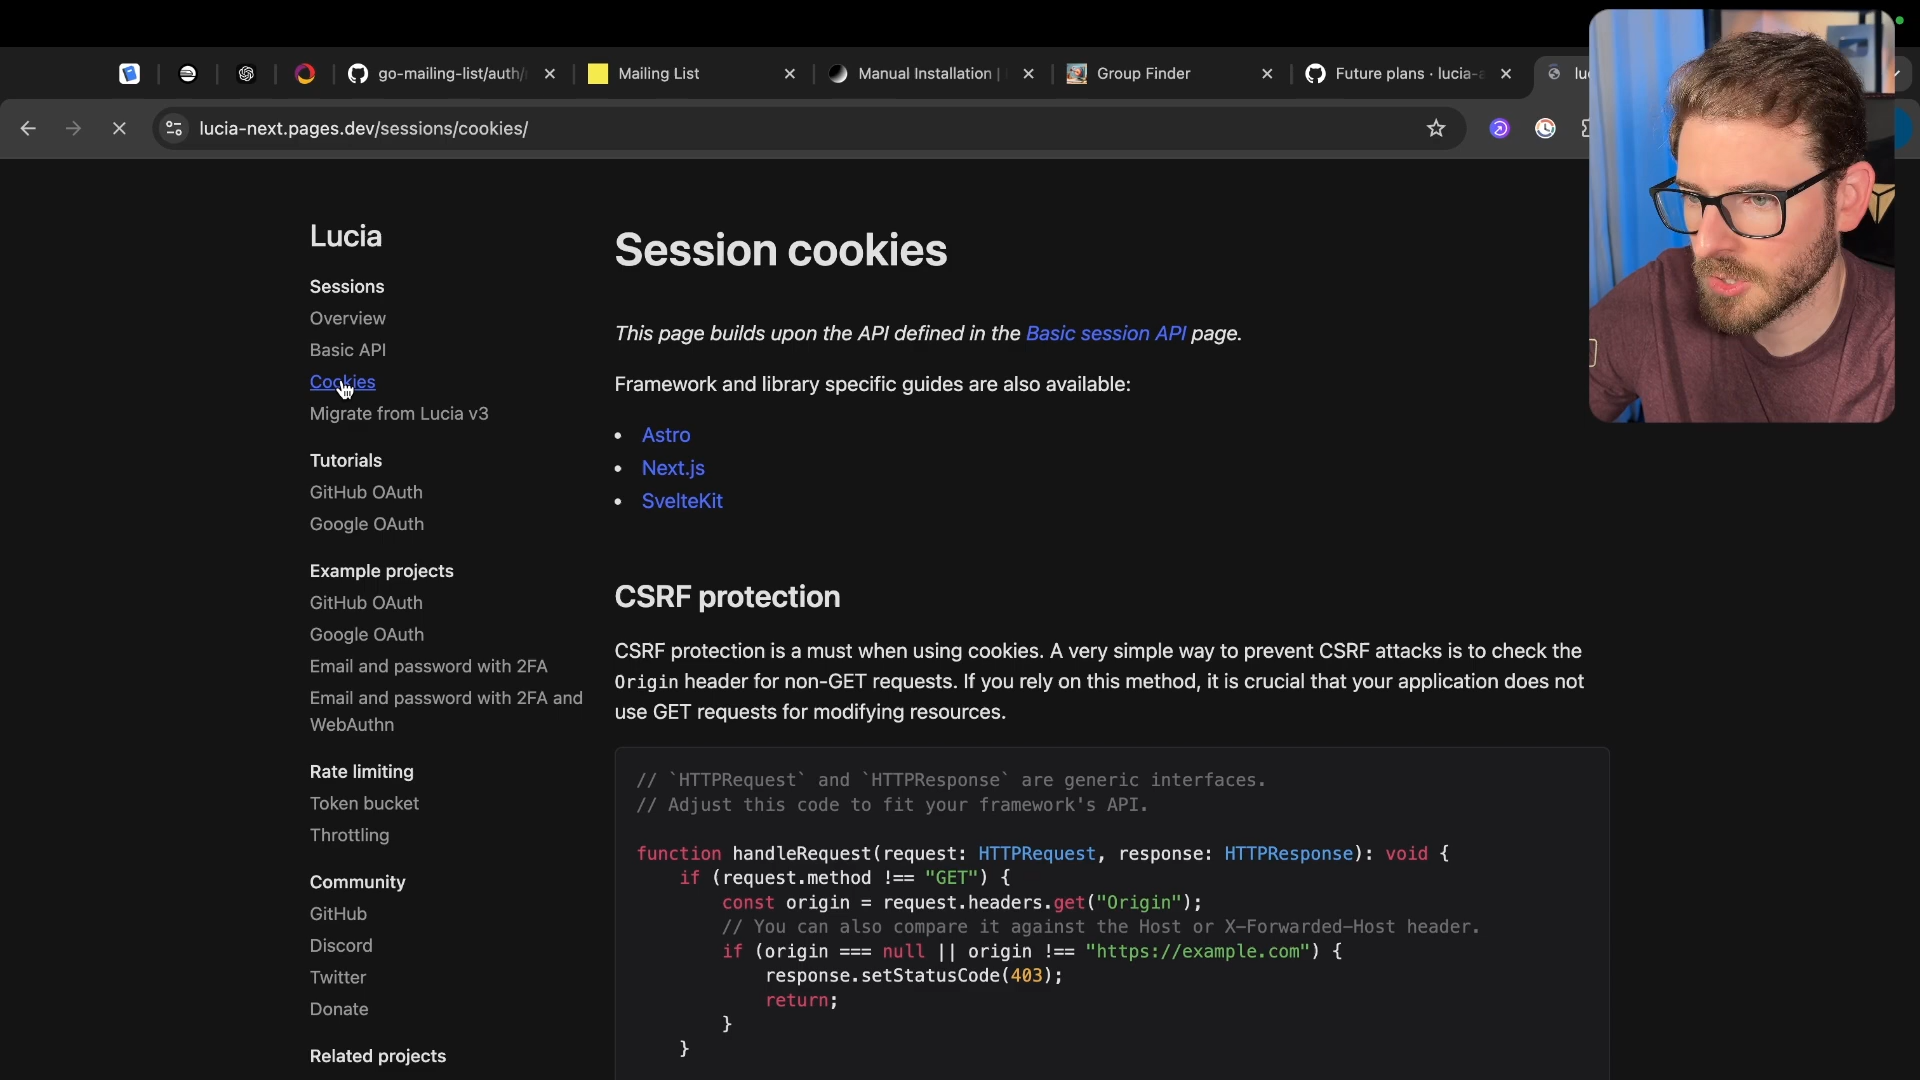 go-mailing-list/auth/
Mailing List
Manual Installation |
Group Finder
Future plans · lucia-a
lu
lucia-next.pages.dev/sessions/cookies/
Lucia
Sessions
Overview
Basic API
Cookies
Migrate from Lucia v3
Tutorials
GitHub OAuth
Google OAuth
Example projects
GitHub OAuth
Google OAuth
Email and password with 2FA
Email and password with 2FA and
WebAuthn
Rate limiting
Token bucket
Throttling
Community
GitHub
Discord
Twitter
Donate
Related projects
Session cookies
This page builds upon the API defined in the Basic session API page.
Framework and library specific guides are also available:
• Astro
• Next.js
• SvelteKit
CSRF protection
CSRF protection is a must when using cookies. A very simple way to prevent CSRF attacks is to check the
Origin header for non-GET requests. If you rely on this method, it is crucial that your application does not
use GET requests for modifying resources.
// `HTTPRequest` and `HTTPResponse` are generic interfaces.
// Adjust this code to fit your framework's API.
function handleRequest(request: HTTPRequest, response: HTTPResponse): void {
if (request.method !== "GET") {
const origin = request.headers.get("Origin");
// You can also compare it against the Host or X-Forwarded-Host header.
if (origin === null || origin !== "https://example.com") {
response.setStatusCode(403);
return;
}
}